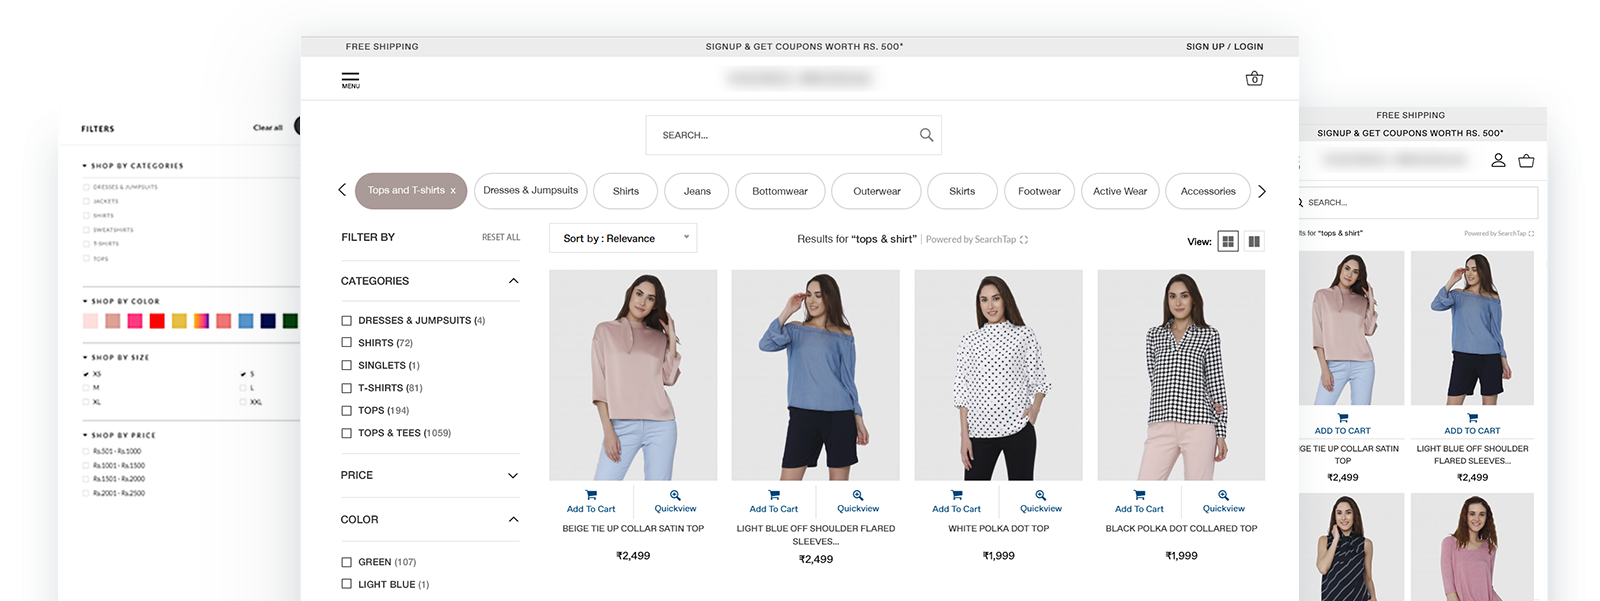 FILTERS
Clear all
SHOP BY CATEGORIES
DRESSES & JUMPSUITS
JACKETS
SHIRTS
SWEATSHIRTS
T-SHIRTS
TOPS
SHOP BY COLOR
SHOP BY SIZE
XS S
M L
XL XXL
SHOP BY PRICE
Rs.501 - Rs.1000
Rs.1001 - Rs.1500
Rs.1501 - Rs.2000
Rs.2001 - Rs.2500
FREE SHIPPING
SIGNUP & GET COUPONS WORTH RS. 500*
SIGN UP / LOGIN
MENU
0
SEARCH...
Tops and T-shirts x
Dresses & Jumpsuits
Shirts
Jeans
Bottomwear
Outerwear
Skirts
Footwear
Active Wear
Accessories
FILTER BY
RESET ALL
Sort by : Relevance
Results for “tops & shirt” | Powered by SearchTap
View:
CATEGORIES
DRESSES & JUMPSUITS (4)
SHIRTS (72)
SINGLETS (1)
T-SHIRTS (81)
TOPS (194)
TOPS & TEES (1059)
PRICE
COLOR
GREEN (107)
LIGHT BLUE (1)
Add To Cart
Quickview
BEIGE TIE UP COLLAR SATIN TOP
₹2,499
Add To Cart
Quickview
LIGHT BLUE OFF SHOULDER FLARED
SLEEVES...
₹2,499
Add To Cart
Quickview
WHITE POLKA DOT TOP
₹1,999
Add To Cart
Quickview
BLACK POLKA DOT COLLARED TOP
₹1,999
FREE SHIPPING
SIGNUP & GET COUPONS WORTH RS. 500*
SEARCH...
ts for “tops & shirt”
Powered by SearchTap
ADD TO CART
IGE TIE UP COLLAR SATIN
TOP
₹2,499
ADD TO CART
LIGHT BLUE OFF SHOULDER
FLARED SLEEVES...
₹2,499